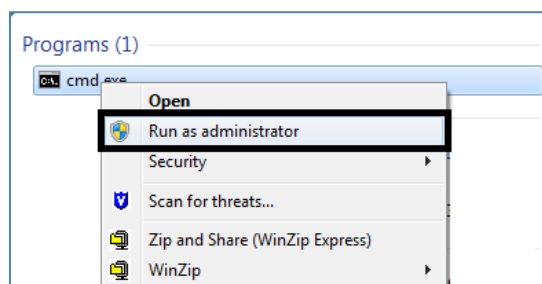 Programs (1)
cmd.exe
Open
Run as administrator
Security
Scan for threats...
Zip and Share (WinZip Express)
WinZip